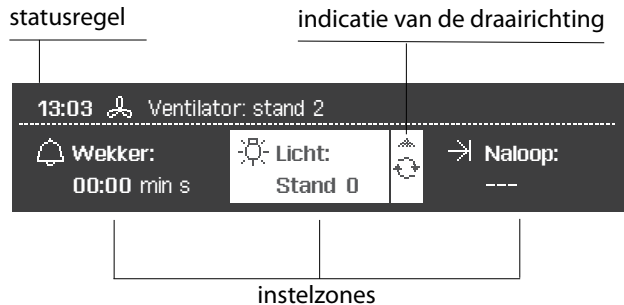 statusregel
indicatie van de draairichting
13:03 Ventilator: stand 2
Wekker: Licht: Naloop:
00:00 min s Stand 0 ---
instelzones